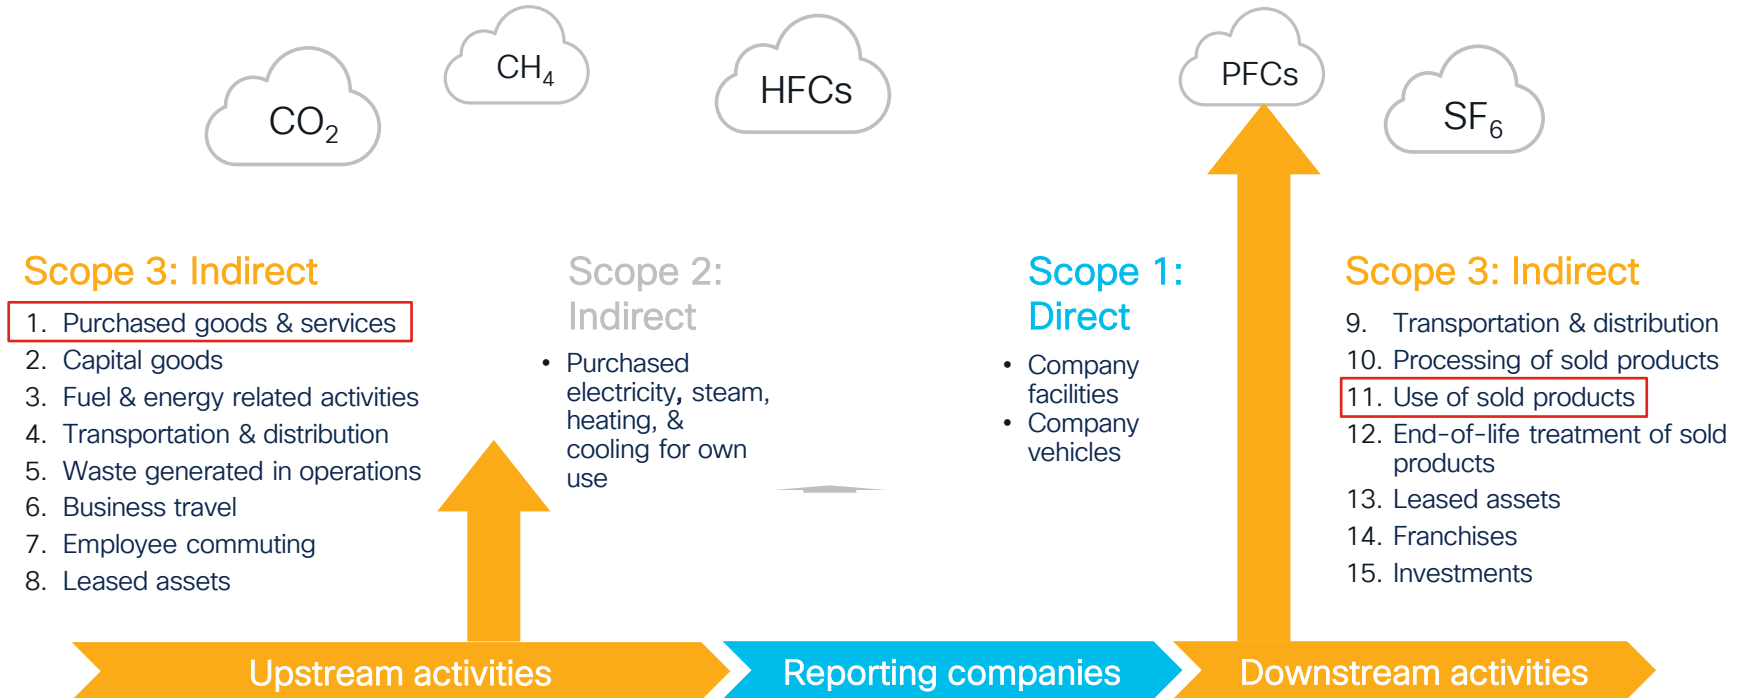 CO₂
CH₄
HFCs
PFCs
SF₆
Scope 3: Indirect
1. Purchased goods & services
2. Capital goods
3. Fuel & energy related activities
4. Transportation & distribution
5. Waste generated in operations
6. Business travel
7. Employee commuting
8. Leased assets
Scope 2:
Indirect
• Purchased
electricity, steam,
heating, &
cooling for own
use
Scope 1:
Direct
• Company
facilities
• Company
vehicles
Scope 3: Indirect
9. Transportation & distribution
10. Processing of sold products
11. Use of sold products
12. End-of-life treatment of sold
products
13. Leased assets
14. Franchises
15. Investments
Upstream activities
Reporting companies
Downstream activities